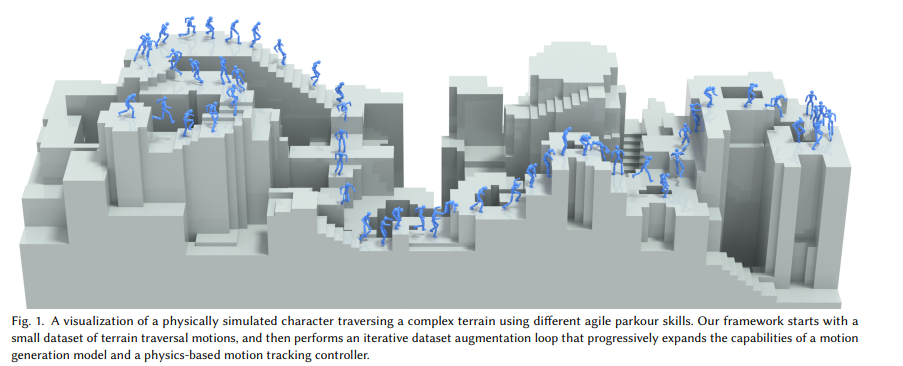 Fig. 1. A visualization of a physically simulated character traversing a complex terrain using different agile parkour skills. Our framework starts with a
small dataset of terrain traversal motions, and then performs an iterative dataset augmentation loop that progressively expands the capabilities of a motion
generation model and a physics-based motion tracking controller.